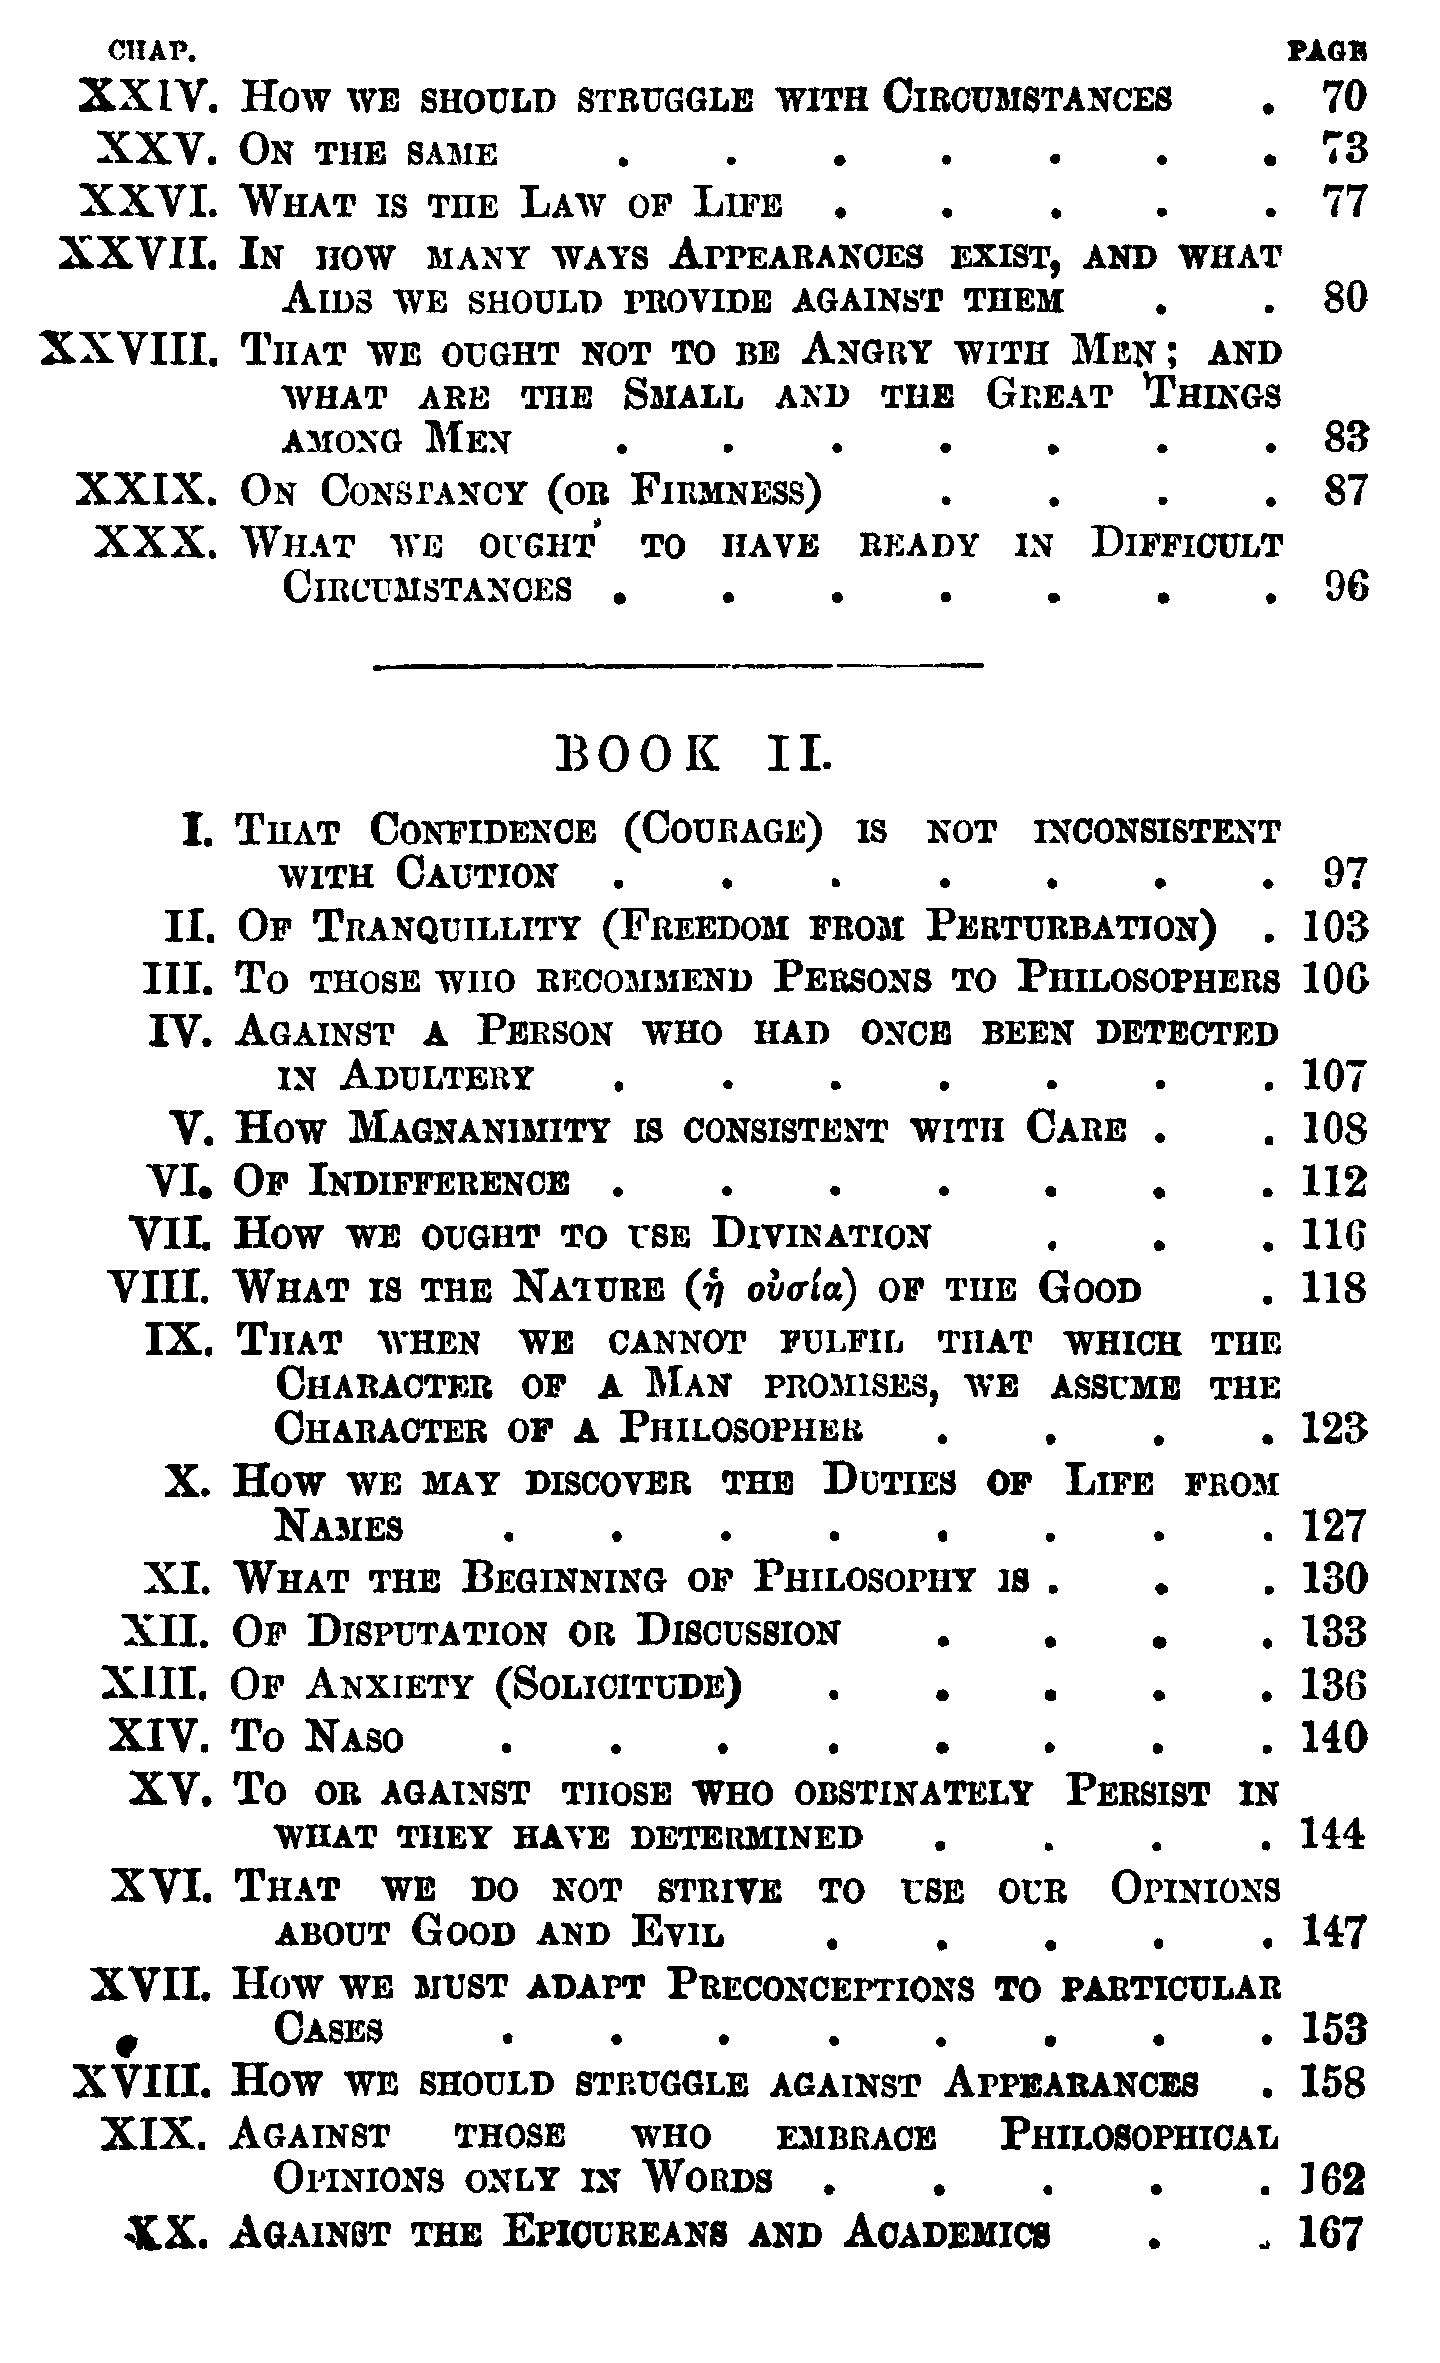 CHAP. PAGE
XXIV. How we should struggle with Circumstances . 70
XXV. On the same . . . . . . . 73
XXVI. What is the Law of Life . . . . . 77
XXVII. In how many ways Appearances exist, and what
Aids we should provide against them . . 80
XXVIII. That we ought not to be Angry with Men; and
what are the Small and the Great Things
among Men . . . . . . . 83
XXIX. On Constancy (or Firmness) . . . . 87
XXX. What we ought to have ready in Difficult
Circumstances . . . . . . . 96
BOOK II.
I. That Confidence (Courage) is not inconsistent
with Caution . . . . . . . 97
II. Of Tranquillity (Freedom from Perturbation) . 103
III. To those who recommend Persons to Philosophers 106
IV. Against a Person who had once been detected
in Adultery . . . . . . . 107
V. How Magnanimity is consistent with Care . . 108
VI. Of Indifference . . . . . . . 112
VII. How we ought to use Divination . . . 116
VIII. What is the Nature (ἡ οὐσία) of the Good . 118
IX. That when we cannot fulfil that which the
Character of a Man promises, we assume the
Character of a Philosopher . . . . 123
X. How we may discover the Duties of Life from
Names . . . . . . . . 127
XI. What the Beginning of Philosophy is . . . 130
XII. Of Disputation or Discussion . . . . 133
XIII. Of Anxiety (Solicitude) . . . . . 136
XIV. To Naso . . . . . . . . 140
XV. To or against those who obstinately Persist in
what they have determined . . . . 144
XVI. That we do not strive to use our Opinions
about Good and Evil . . . . . 147
XVII. How we must adapt Preconceptions to particular
Cases . . . . . . . . 153
XVIII. How we should struggle against Appearances . 158
XIX. Against those who embrace Philosophical
Opinions only in Words . . . . . 162
XX. Against the Epicureans and Academics . . 167